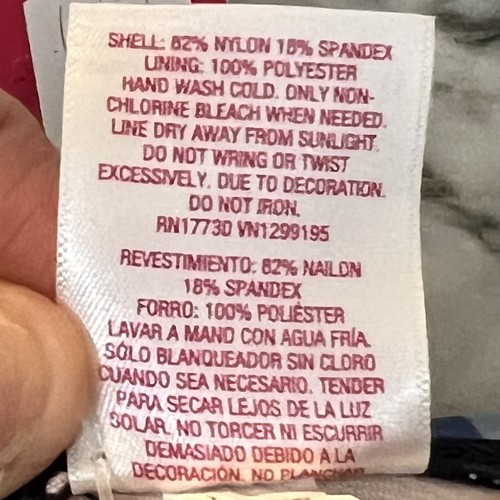 SHELL: 82% NYLON 18% SPANDEX
LINING: 100% POLYESTER
HAND WASH COLD. ONLY NON-
CHLORINE BLEACH WHEN NEEDED.
LINE DRY AWAY FROM SUNLIGHT.
DO NOT WRING OR TWIST
EXCESSIVELY. DUE TO DECORATION.
DO NOT IRON.
RN17730 VN1299195
REVESTIMIENTO: 82% NAILON
18% SPANDEX
FORRO: 100% POLIÉSTER
LAVAR A MANO CON AGUA FRÍA.
SÓLO BLANQUEADOR SIN CLORO
CUANDO SEA NECESARIO. TENDER
PARA SECAR LEJOS DE LA LUZ
SOLAR. NO TORCER NI ESCURRIR
DEMASIADO DEBIDO A LA
DECORACIÓN. NO PLANCHAR